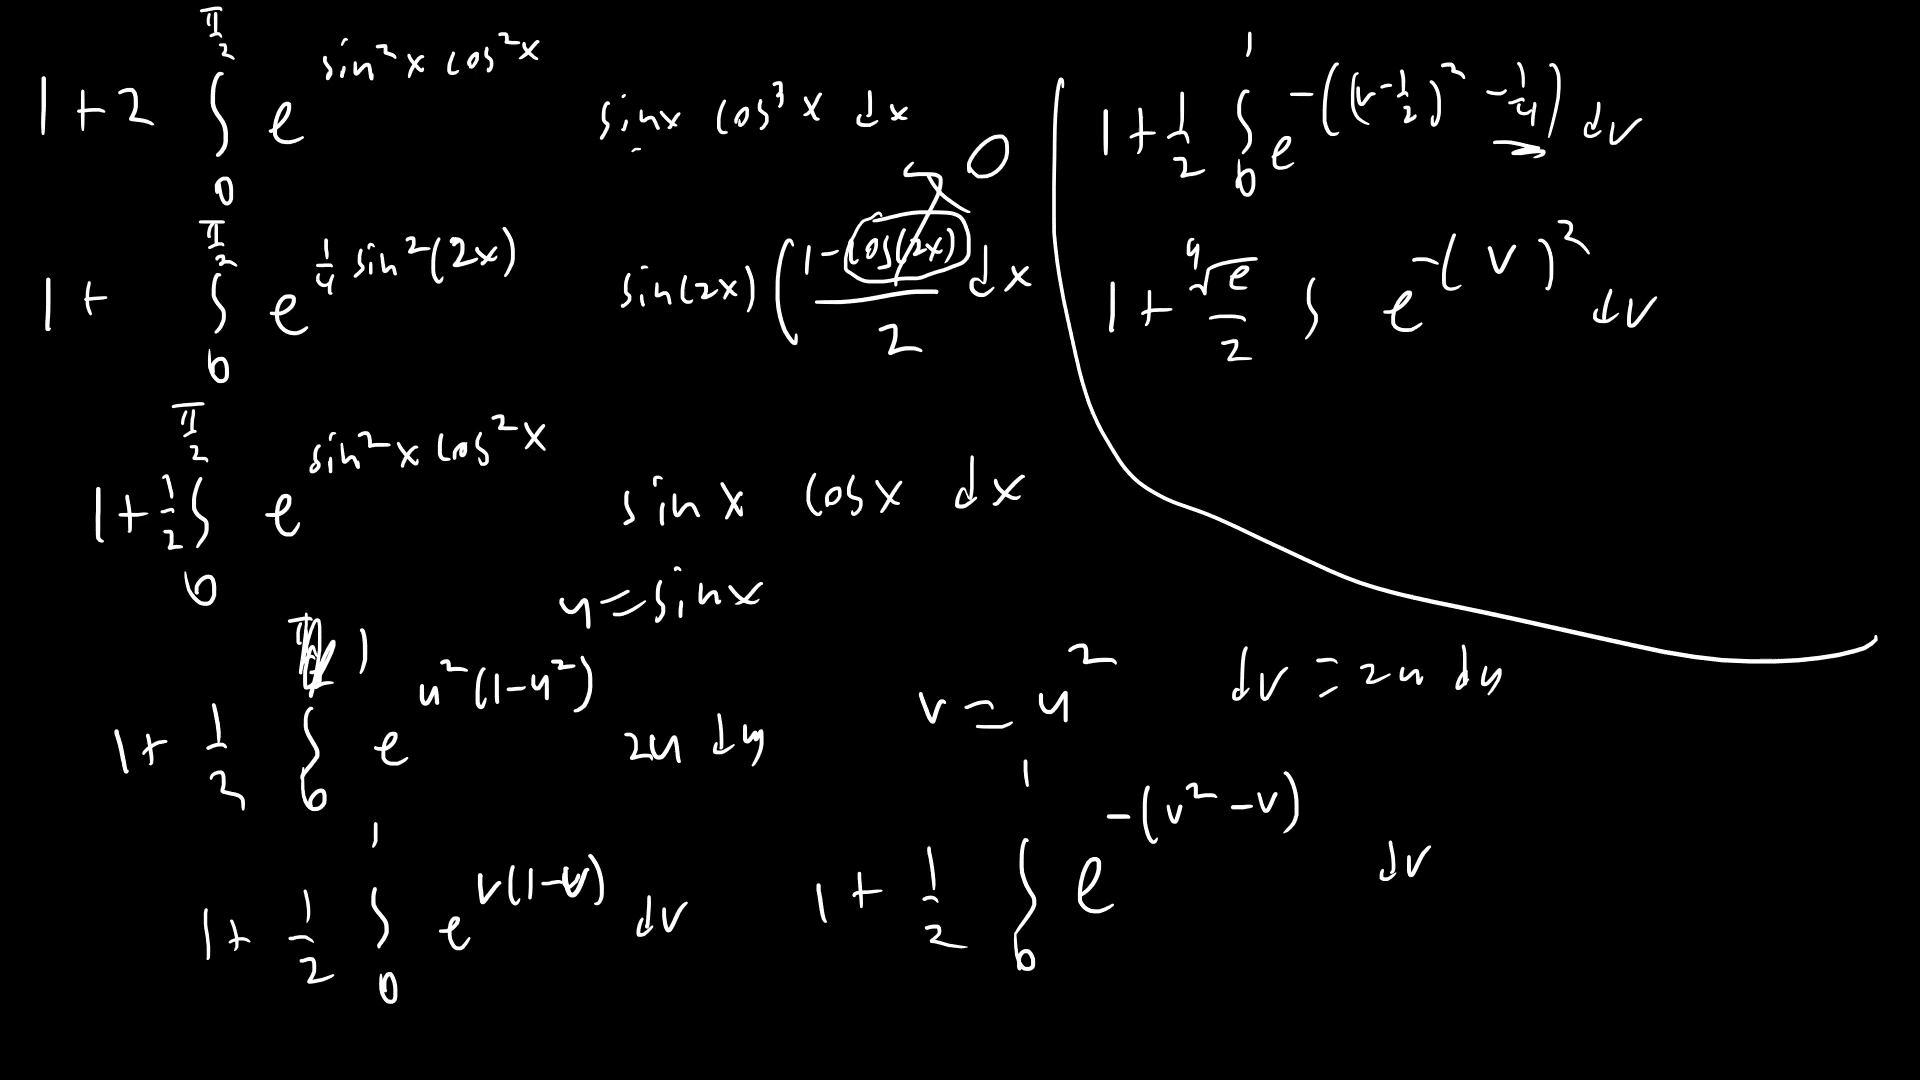 1+2 ∫₀^{π/2} e^{sin²x cos²x} sinx cos³x dx
1+ ∫₀^{π/2} e^{1/4 sin²(2x)} sin(2x) ((1-cos(2x))/2) dx → 0
1+1/2 ∫₀^{π/2} e^{sin²x cos²x} sin x cos x dx
u=sinx
1+ 1/2 ∫₀^{1} e^{u²(1-u²)} 2u du
v=u² dv=2u du
1+ 1/2 ∫₀^{1} e^{v(1-v)} dv
1+ 1/2 ∫₀^{1} e^{-(v²-v)} dv
1+1/2 ∫₀^{1} e^{-((v-1/2)²-1/4)} dv
1+ ⁴√e/2 ∫ e^{-(v)²} dv